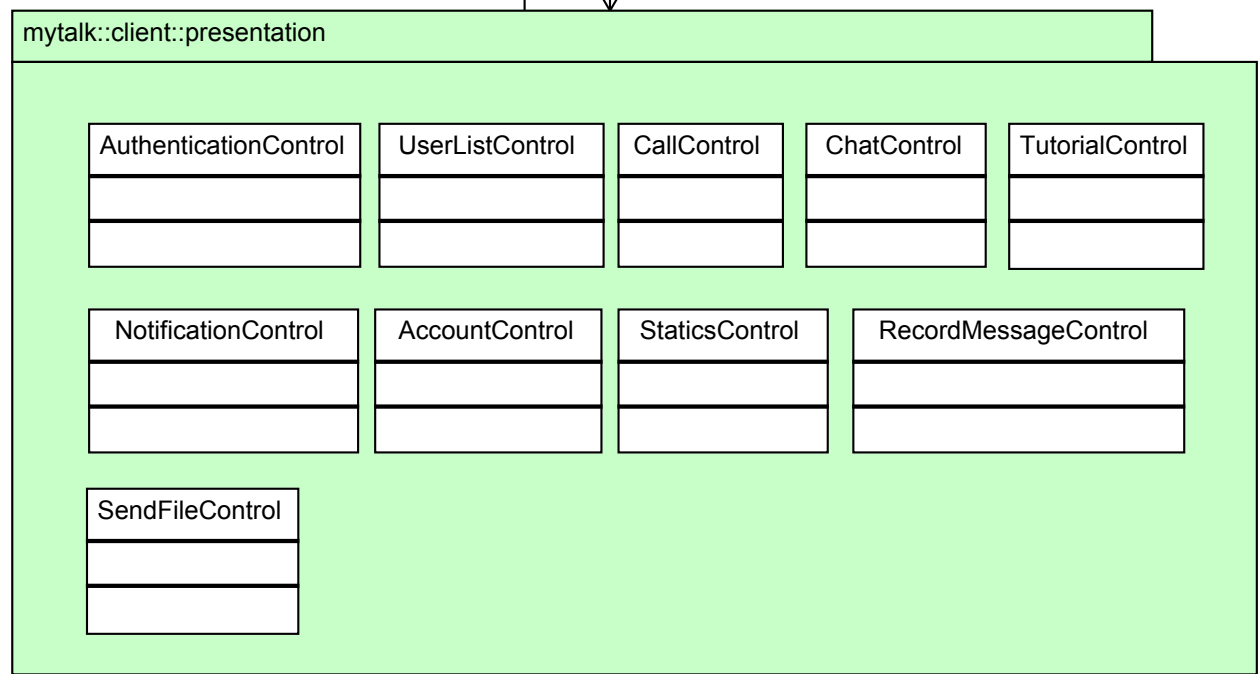 mytalk::client::presentation
AuthenticationControl
UserListControl
CallControl
ChatControl
TutorialControl
NotificationControl
AccountControl
StaticsControl
RecordMessageControl
SendFileControl